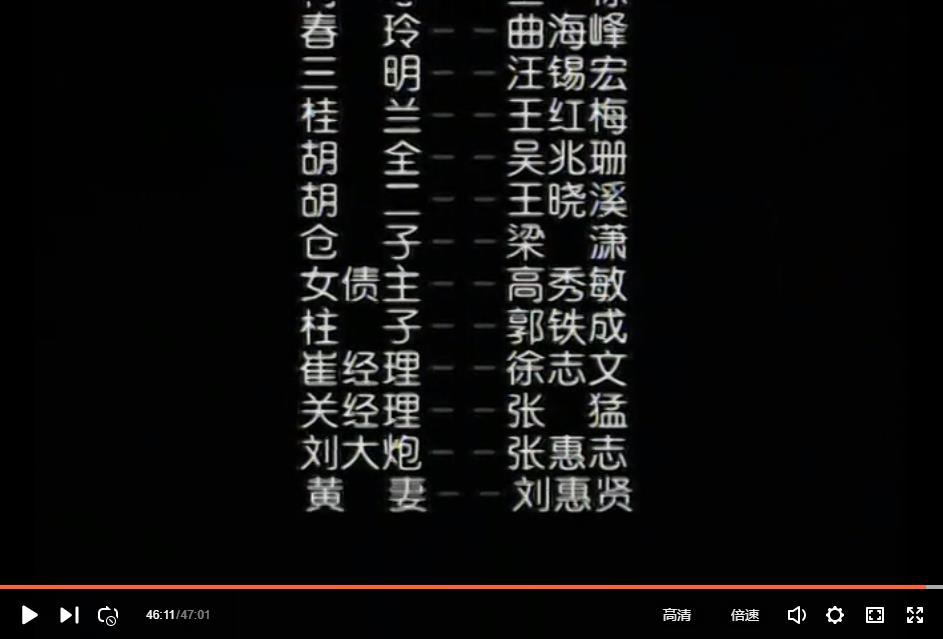 春 玲 -- 曲海峰
三 明 -- 汪锡宏
桂 兰 -- 王红梅
胡 全 -- 吴兆珊
胡 二 -- 王晓溪
仓 子 -- 梁 潇
女债主 -- 高秀敏
柱 子 -- 郭铁成
崔经理 -- 徐志文
关经理 -- 张 猛
刘大炮 -- 张惠志
黄 妻 -- 刘惠贤
46:11/47:01 高清 倍速